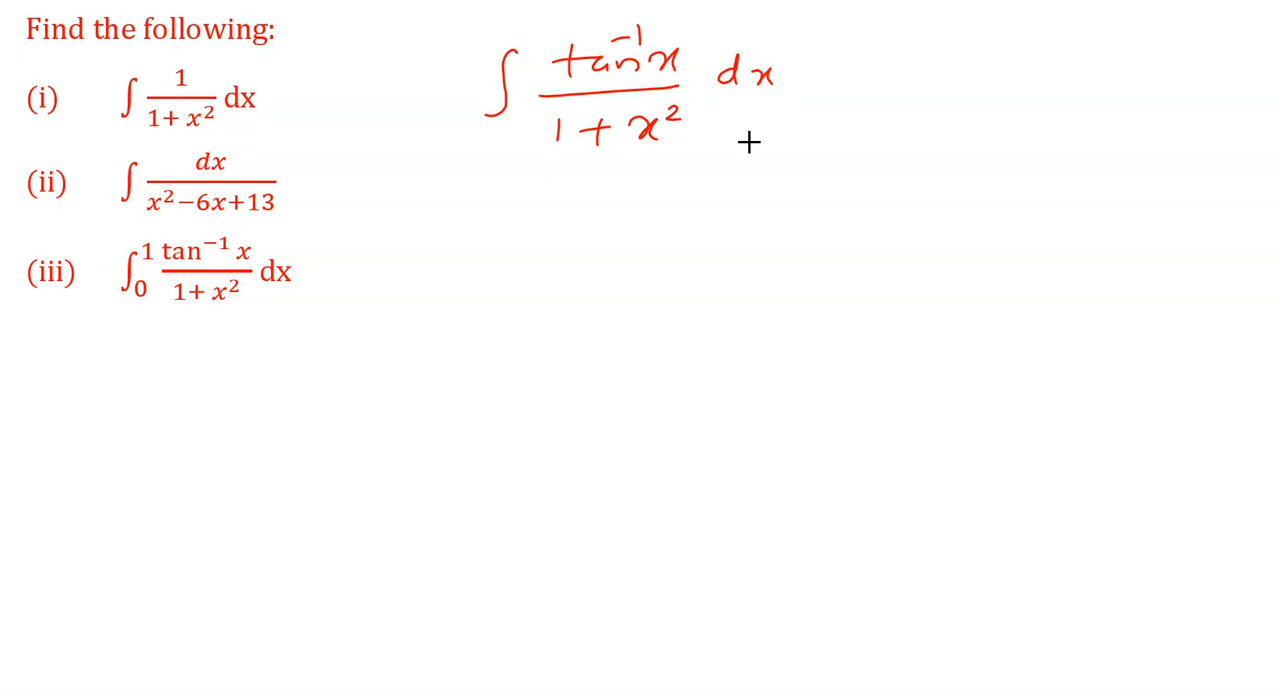 Find the following:
(i) ∫ 1/(1+ x²) dx
(ii) ∫ dx/(x²−6x+13)
(iii) ∫₀¹ tan⁻¹ x/(1+ x²) dx
∫ tan⁻¹x/(1+x²) dx